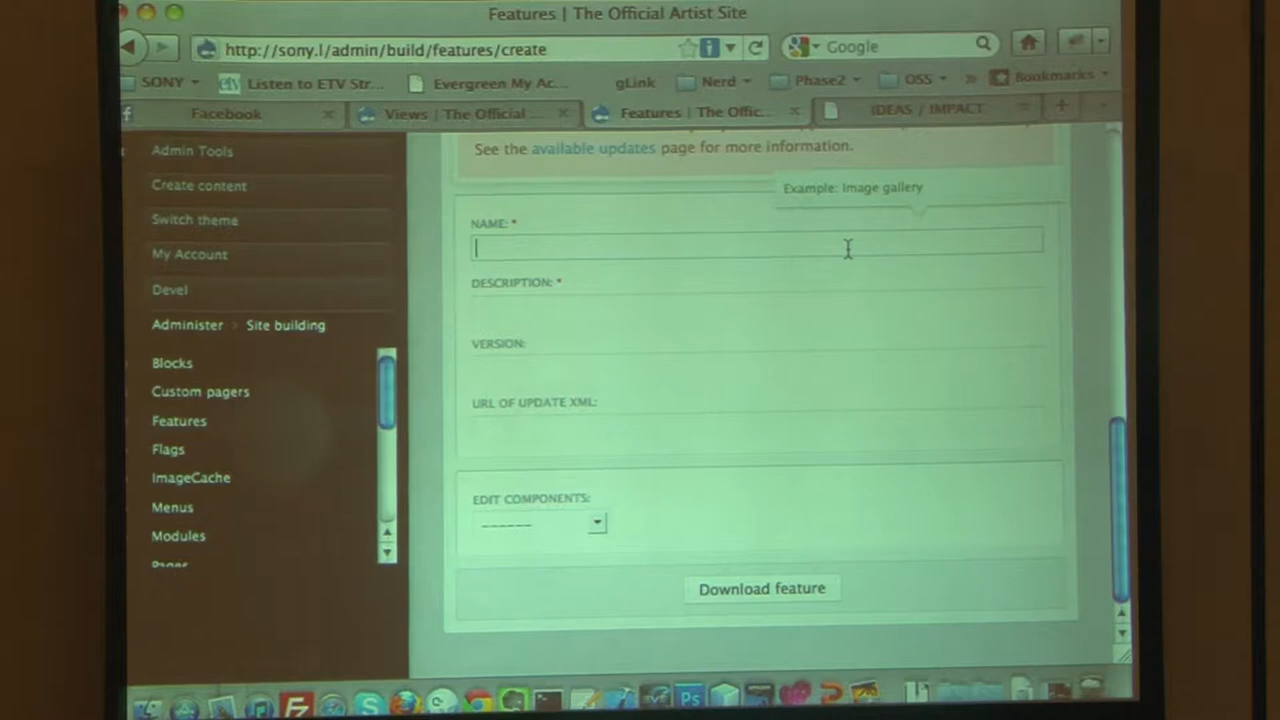 Features | The Official Artist Site
http://sony.l/admin/build/features/create
Google
SONY
etv
Listen to ETV Str...
Evergreen My Ac...
gLink
Nerd
Phase2
OSS
»
Bookmarks
Facebook
Views | The Official ...
Features | The Offic...
IDEAS / IMPACT
Admin Tools
Create content
Switch theme
My Account
Devel
Administer > Site building
Blocks
Custom pagers
Features
Flags
ImageCache
Menus
Modules
See the available updates page for more information.
Example: Image gallery
NAME: *
DESCRIPTION: *
VERSION:
URL OF UPDATE XML:
EDIT COMPONENTS:
------
Download feature
Fz
S
Ps